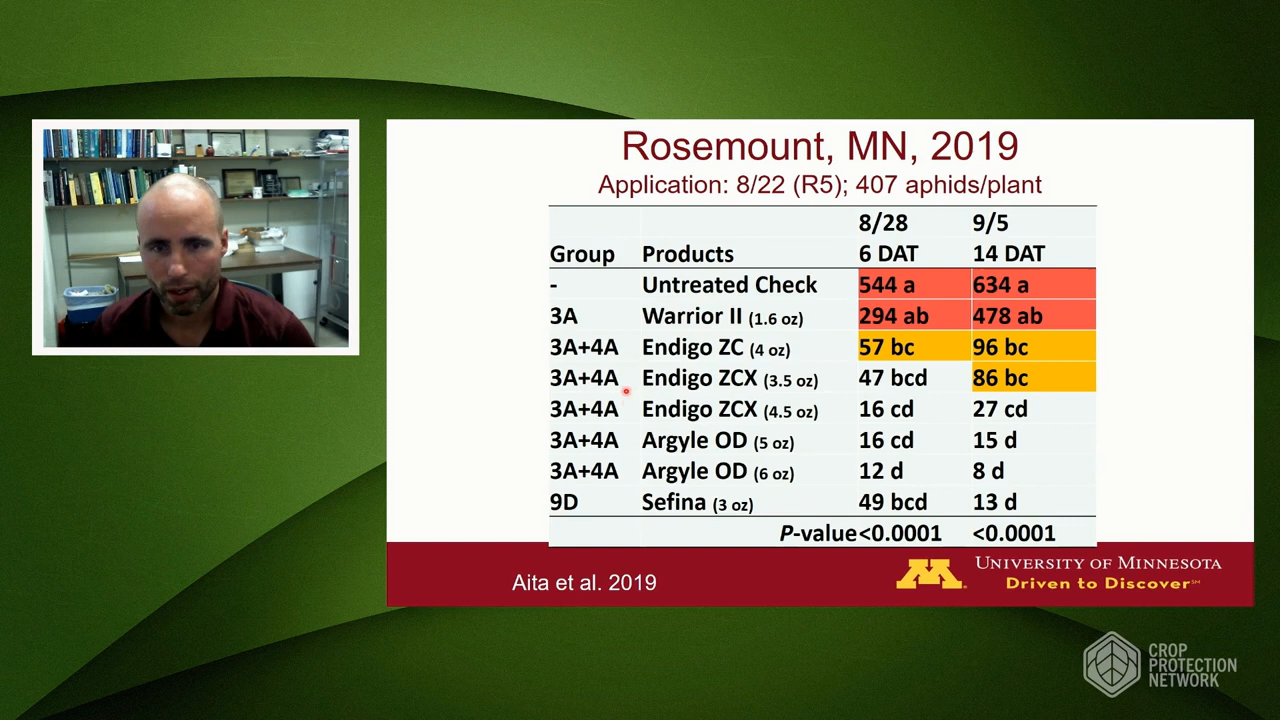 Rosemount, MN, 2019
Application: 8/22 (R5); 407 aphids/plant
8/28 9/5
Group Products 6 DAT 14 DAT
- Untreated Check 544 a 634 a
3A Warrior II (1.6 oz) 294 ab 478 ab
3A+4A Endigo ZC (4 oz) 57 bc 96 bc
3A+4A Endigo ZCX (3.5 oz) 47 bcd 86 bc
3A+4A Endigo ZCX (4.5 oz) 16 cd 27 cd
3A+4A Argyle OD (5 oz) 16 cd 15 d
3A+4A Argyle OD (6 oz) 12 d 8 d
9D Sefina (3 oz) 49 bcd 13 d
P-value <0.0001 <0.0001
Aita et al. 2019
UNIVERSITY OF MINNESOTA
Driven to Discover℠
CROP
PROTECTION
NETWORK